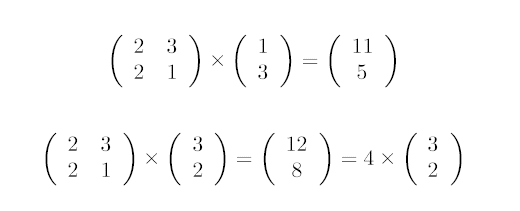 ( 2 3 ) × ( 1 ) = ( 11 )
( 2 1 ) ( 3 ) ( 5 )
( 2 3 ) × ( 3 ) = ( 12 ) = 4 × ( 3 )
( 2 1 ) ( 2 ) ( 8 ) ( 2 )